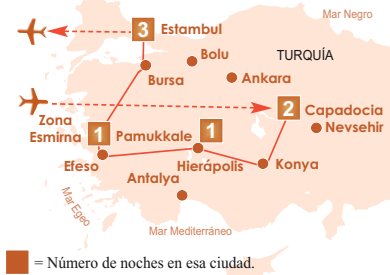 Mar Negro
3 Estambul
Bolu
TURQUÍA
Bursa
Ankara
2 Capadocia
Nevsehir
Zona
Esmirna
1 Pamukkale 1
Efeso
Hierápolis
Konya
Antalya
Mar Egeo
Mar Mediterráneo
= Número de noches en esa ciudad.